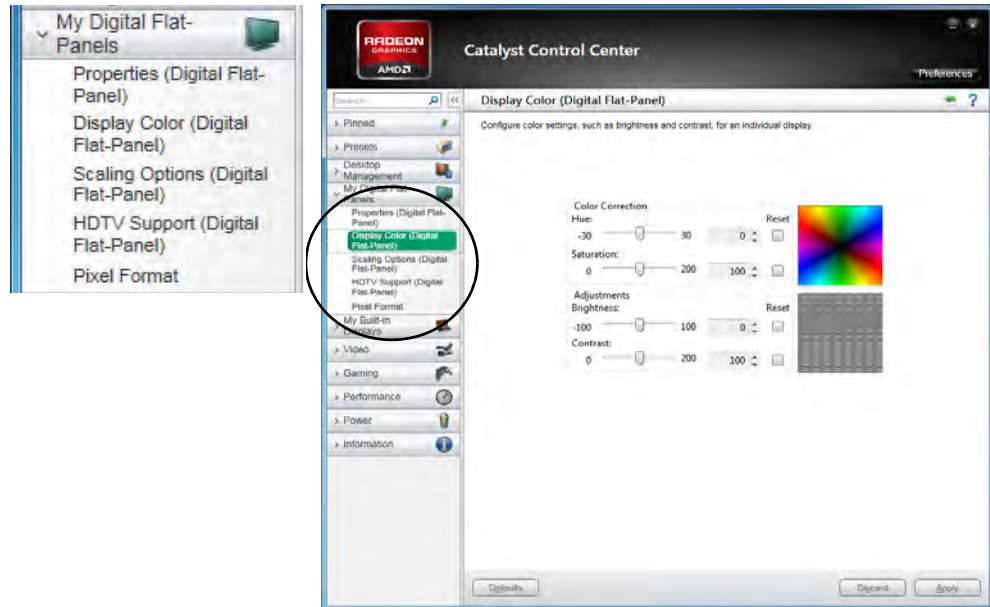 My Digital Flat-
Panels
Properties (Digital Flat-
Panel)
Display Color (Digital
Flat-Panel)
Scaling Options (Digital
Flat-Panel)
HDTV Support (Digital
Flat-Panel)
Pixel Format
RADEON
GRAPHICS
AMD
Catalyst Control Center
Preferences
Search
Display Color (Digital Flat-Panel)
?
Configure color settings, such as brightness and contrast, for an individual display.
Pinned
Presets
Desktop
Management
My Digital Flat-
Panels
Properties (Digital Flat-
Panel)
Display Color (Digital
Flat-Panel)
Scaling Options (Digital
Flat-Panel)
HDTV Support (Digital
Flat-Panel)
Pixel Format
My Built-in
Displays
Video
Gaming
Performance
Power
Information
Color Correction
Hue: Reset
-30 30 0
Saturation:
0 200 100
Adjustments
Brightness: Reset
-100 100 0
Contrast:
0 200 100
Defaults Discard Apply